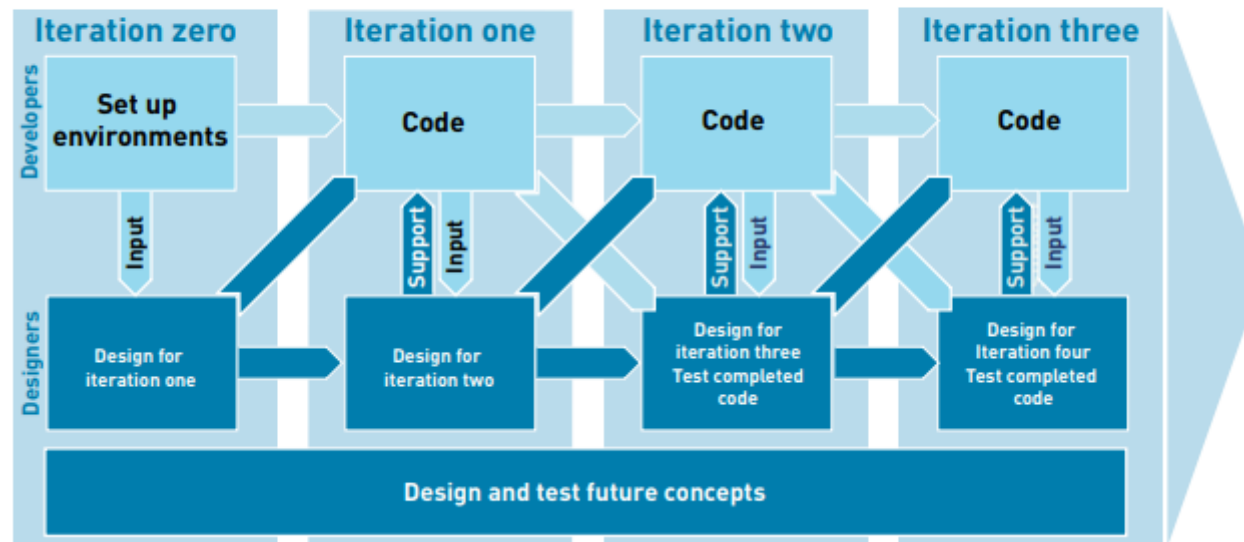 Iteration zero
Iteration one
Iteration two
Iteration three
Developers
Set up
environments
Code
Code
Code
Input
Support
Input
Support
Input
Support
Input
Designers
Design for
iteration one
Design for
iteration two
Design for
iteration three
Test completed
code
Design for
Iteration four
Test completed
code
Design and test future concepts